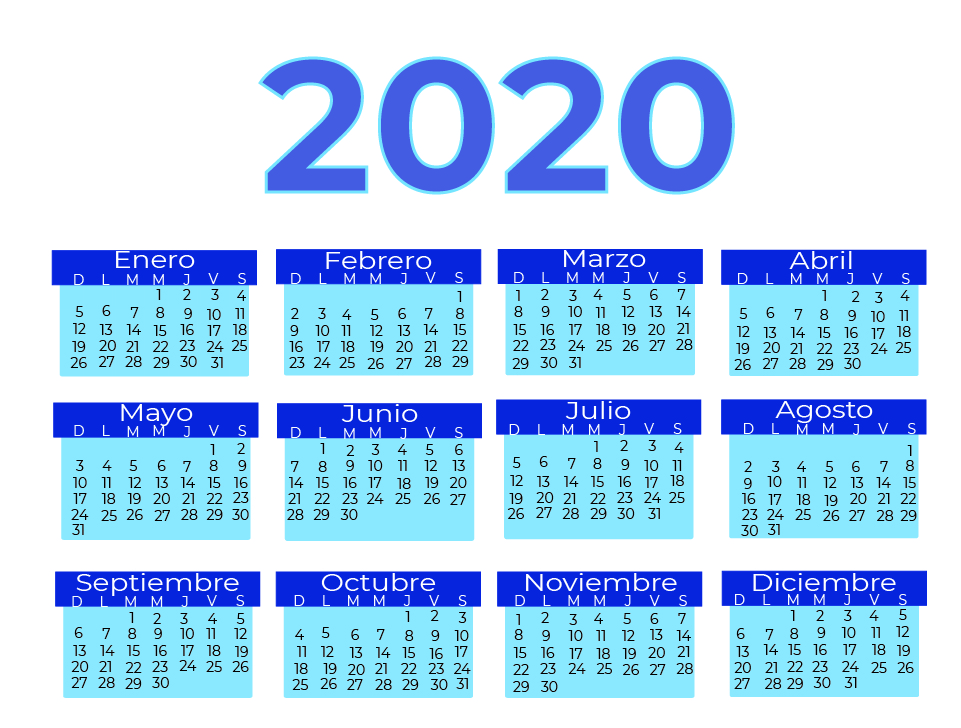 2020
Enero
D L M M J V S
1 2 3 4
5 6 7 8 9 10 11
12 13 14 15 16 17 18
19 20 21 22 23 24 25
26 27 28 29 30 31
Febrero
D L M M J V S
1
2 3 4 5 6 7 8
9 10 11 12 13 14 15
16 17 18 19 20 21 22
23 24 25 26 27 28 29
Marzo
D L M M J V S
1 2 3 4 5 6 7
8 9 10 11 12 13 14
15 16 17 18 19 20 21
22 23 24 25 26 27 28
29 30 31
Abril
D L M M J V S
1 2 3 4
5 6 7 8 9 10 11
12 13 14 15 16 17 18
19 20 21 22 23 24 25
26 27 28 29 30
Mayo
D L M M J V S
1 2
3 4 5 6 7 8 9
10 11 12 13 14 15 16
17 18 19 20 21 22 23
24 25 26 27 28 29 30
31
Junio
D L M M J V S
1 2 3 4 5 6
7 8 9 10 11 12 13
14 15 16 17 18 19 20
21 22 23 24 25 26 27
28 29 30
Julio
D L M M J V S
1 2 3 4
5 6 7 8 9 10 11
12 13 14 15 16 17 18
19 20 21 22 23 24 25
26 27 28 29 30 31
Agosto
D L M M J V S
1
2 3 4 5 6 7 8
9 10 11 12 13 14 15
16 17 18 19 20 21 22
23 24 25 26 27 28 29
30 31
Septiembre
D L M M J V S
1 2 3 4 5
6 7 8 9 10 11 12
13 14 15 16 17 18 19
20 21 22 23 24 25 26
27 28 29 30
Octubre
D L M M J V S
1 2 3
4 5 6 7 8 9 10
11 12 13 14 15 16 17
18 19 20 21 22 23 24
25 26 27 28 29 30 31
Noviembre
D L M M J V S
1 2 3 4 5 6 7
8 9 10 11 12 13 14
15 16 17 18 19 20 21
22 23 24 25 26 27 28
29 30
Diciembre
D L M M J V S
1 2 3 4 5
6 7 8 9 10 11 12
13 14 15 16 17 18 19
20 21 22 23 24 25 26
27 28 29 30 31